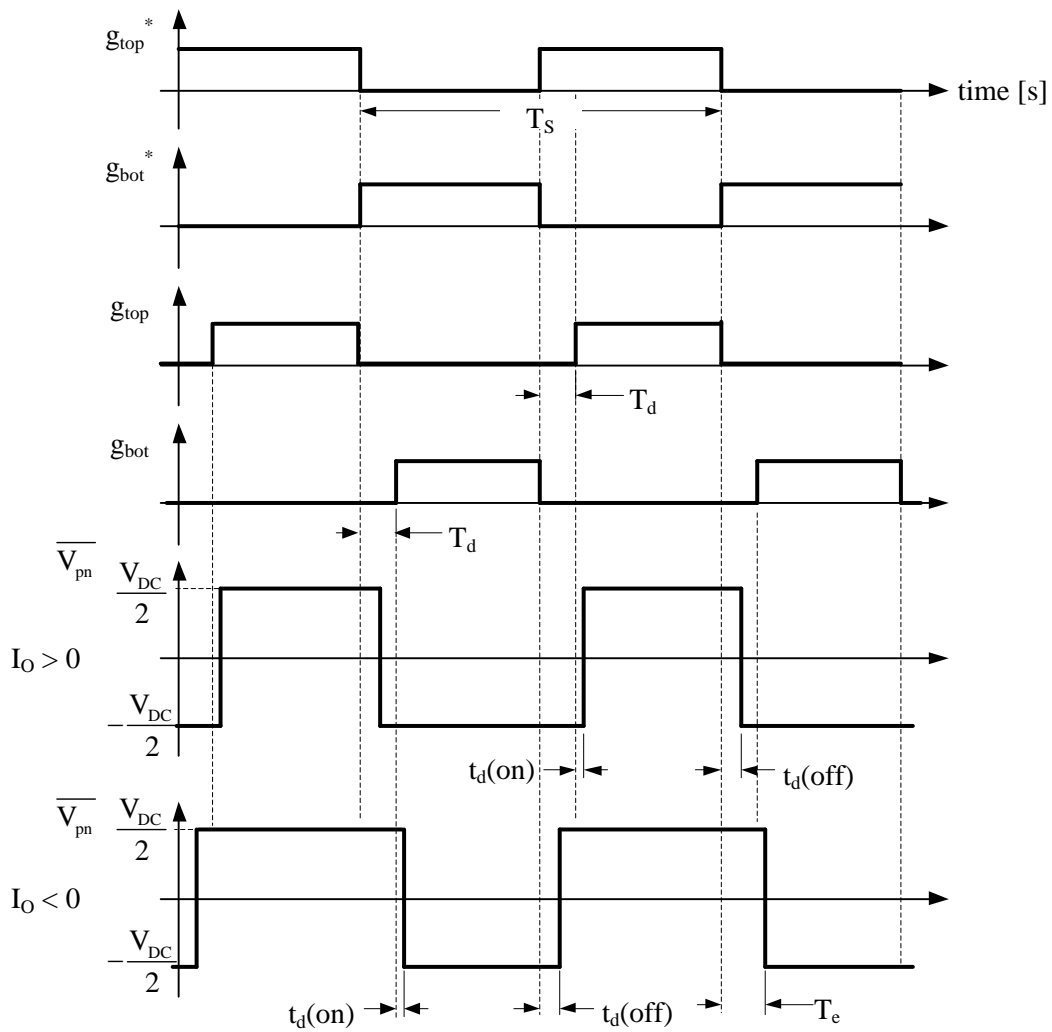 g_top*
time [s]
T_S
g_bot*
g_top
T_d
g_bot
T_d
V_pn
V_DC
2
I_O > 0
−V_DC
2
t_d(on)
t_d(off)
V_pn
V_DC
2
I_O < 0
−V_DC
2
t_d(on)
t_d(off)
T_e